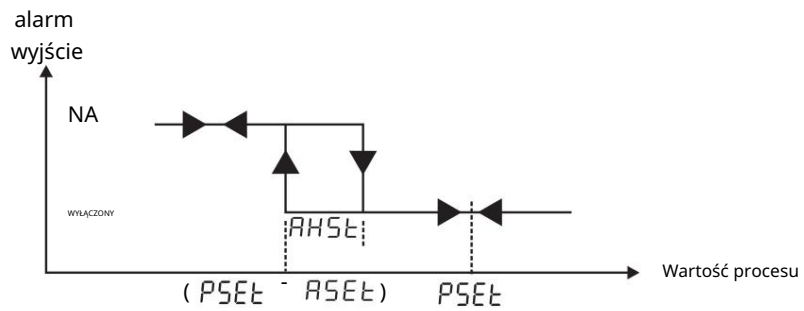 alarm
wyjście
NA
WYŁĄCZONY
AHSt
Wartość procesu
( PSEt - ASEt)
PSEt